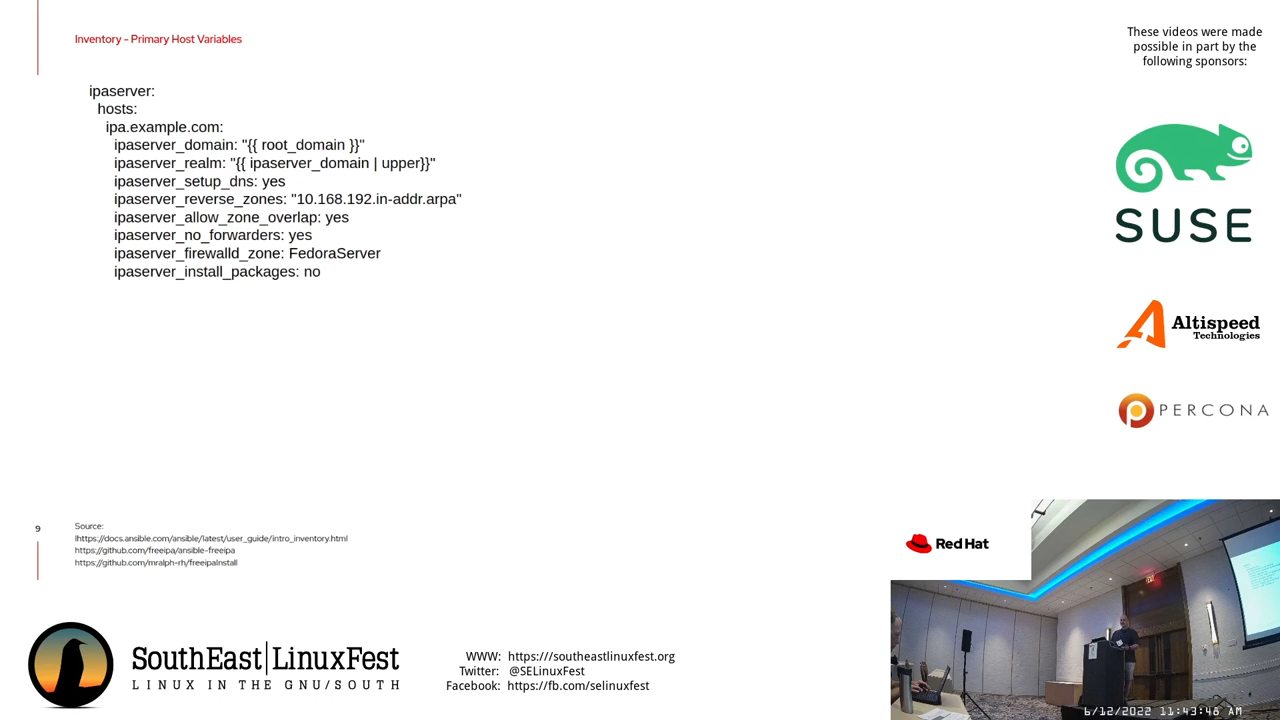 Inventory - Primary Host Variables
ipaserver:
hosts:
ipa.example.com:
ipaserver_domain: "{{ root_domain }}"
ipaserver_realm: "{{ ipaserver_domain | upper}}"
ipaserver_setup_dns: yes
ipaserver_reverse_zones: "10.168.192.in-addr.arpa"
ipaserver_allow_zone_overlap: yes
ipaserver_no_forwarders: yes
ipaserver_firewalld_zone: FedoraServer
ipaserver_install_packages: no
These videos were made
possible in part by the
following sponsors:
SUSE
Altispeed
Technologies
PERCONA
9
Source:
lhttps://docs.ansible.com/ansible/latest/user_guide/intro_inventory.html
https://github.com/freeipa/ansible-freeipa
https://github.com/mralph-rh/freeipaInstall
Red Hat
SouthEast|LinuxFest
LINUX IN THE GNU/SOUTH
WWW: https:///southeastlinuxfest.org
Twitter: @SELinuxFest
Facebook: https://fb.com/selinuxfest
6/12/2022 11:43:46 AM